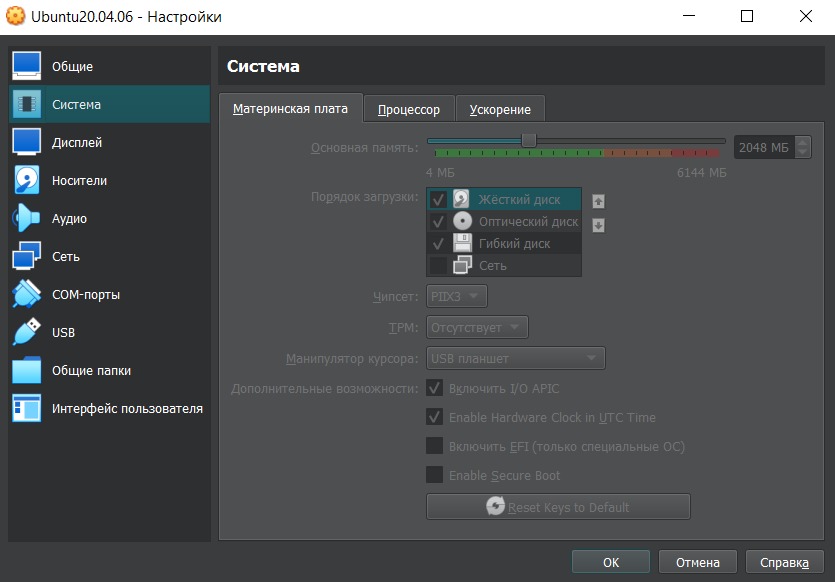 Ubuntu20.04.06 - Настройки
Общие
Система
Дисплей
Носители
Аудио
Сеть
COM-порты
USB
Общие папки
Интерфейс пользователя
Система
Материнская плата
Процессор
Ускорение
Основная память:
2048 МБ
4 МБ
6144 МБ
Порядок загрузки:
Жёсткий диск
Оптический диск
Гибкий диск
Сеть
Чипсет:
PIIX3
TPM:
Отсутствует
Манипулятор курсора:
USB планшет
Дополнительные возможности:
Включить I/O APIC
Enable Hardware Clock in UTC Time
Включить EFI (только специальные ОС)
Enable Secure Boot
Reset Keys to Default
OK
Отмена
Справка